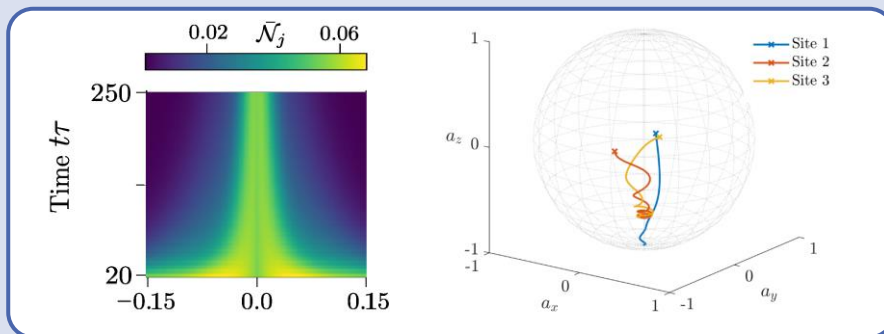 0.02 𝒩̄_j 0.06
250
Time tτ
20
−0.15 0.0 0.15
1
a_z
0
-1
-1
0
a_x
1
-1
0
a_y
1
Site 1
Site 2
Site 3